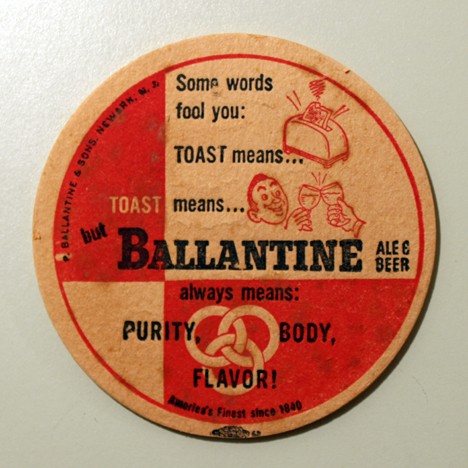 Some words
fool you:
TOAST means...
TOAST means...
but
BALLANTINE ALE &
BEER
always means:
PURITY, BODY,
FLAVOR!
America's Finest since 1840
P. BALLANTINE & SONS, NEWARK, N. J.